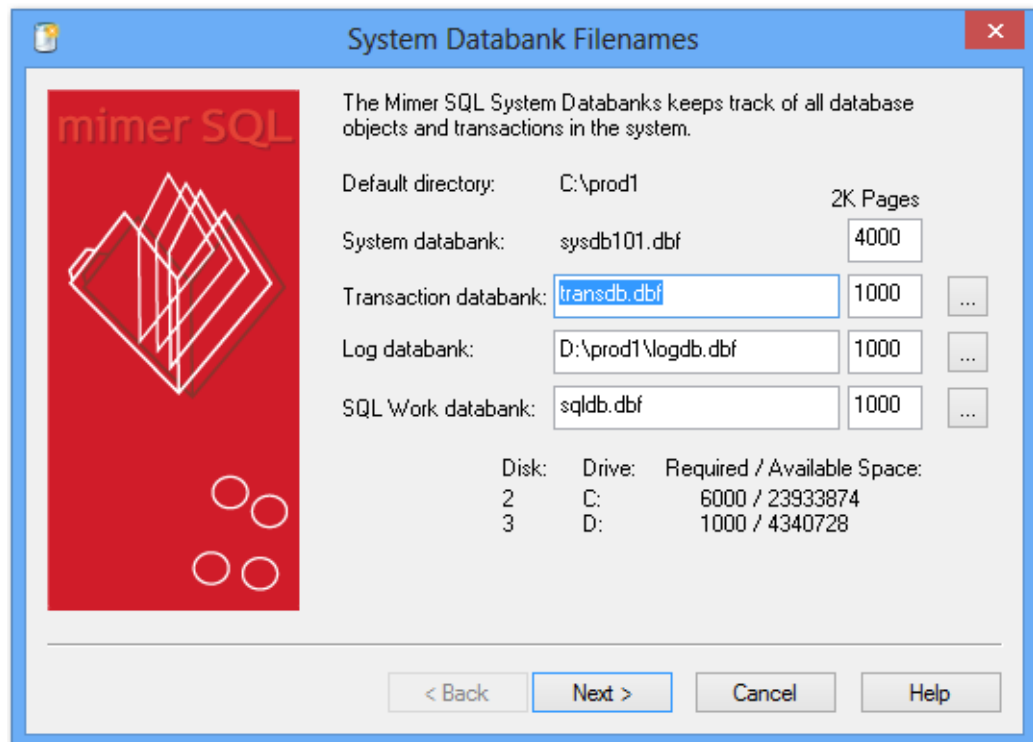 System Databank Filenames
mimer SQL
The Mimer SQL System Databanks keeps track of all database
objects and transactions in the system.
Default directory: C:\prod1
2K Pages
System databank: sysdb101.dbf 4000
Transaction databank: transdb.dbf 1000 ...
Log databank: D:\prod1\logdb.dbf 1000 ...
SQL Work databank: sqldb.dbf 1000 ...
Disk: Drive: Required / Available Space:
2 C: 6000 / 23933874
3 D: 1000 / 4340728
< Back Next > Cancel Help